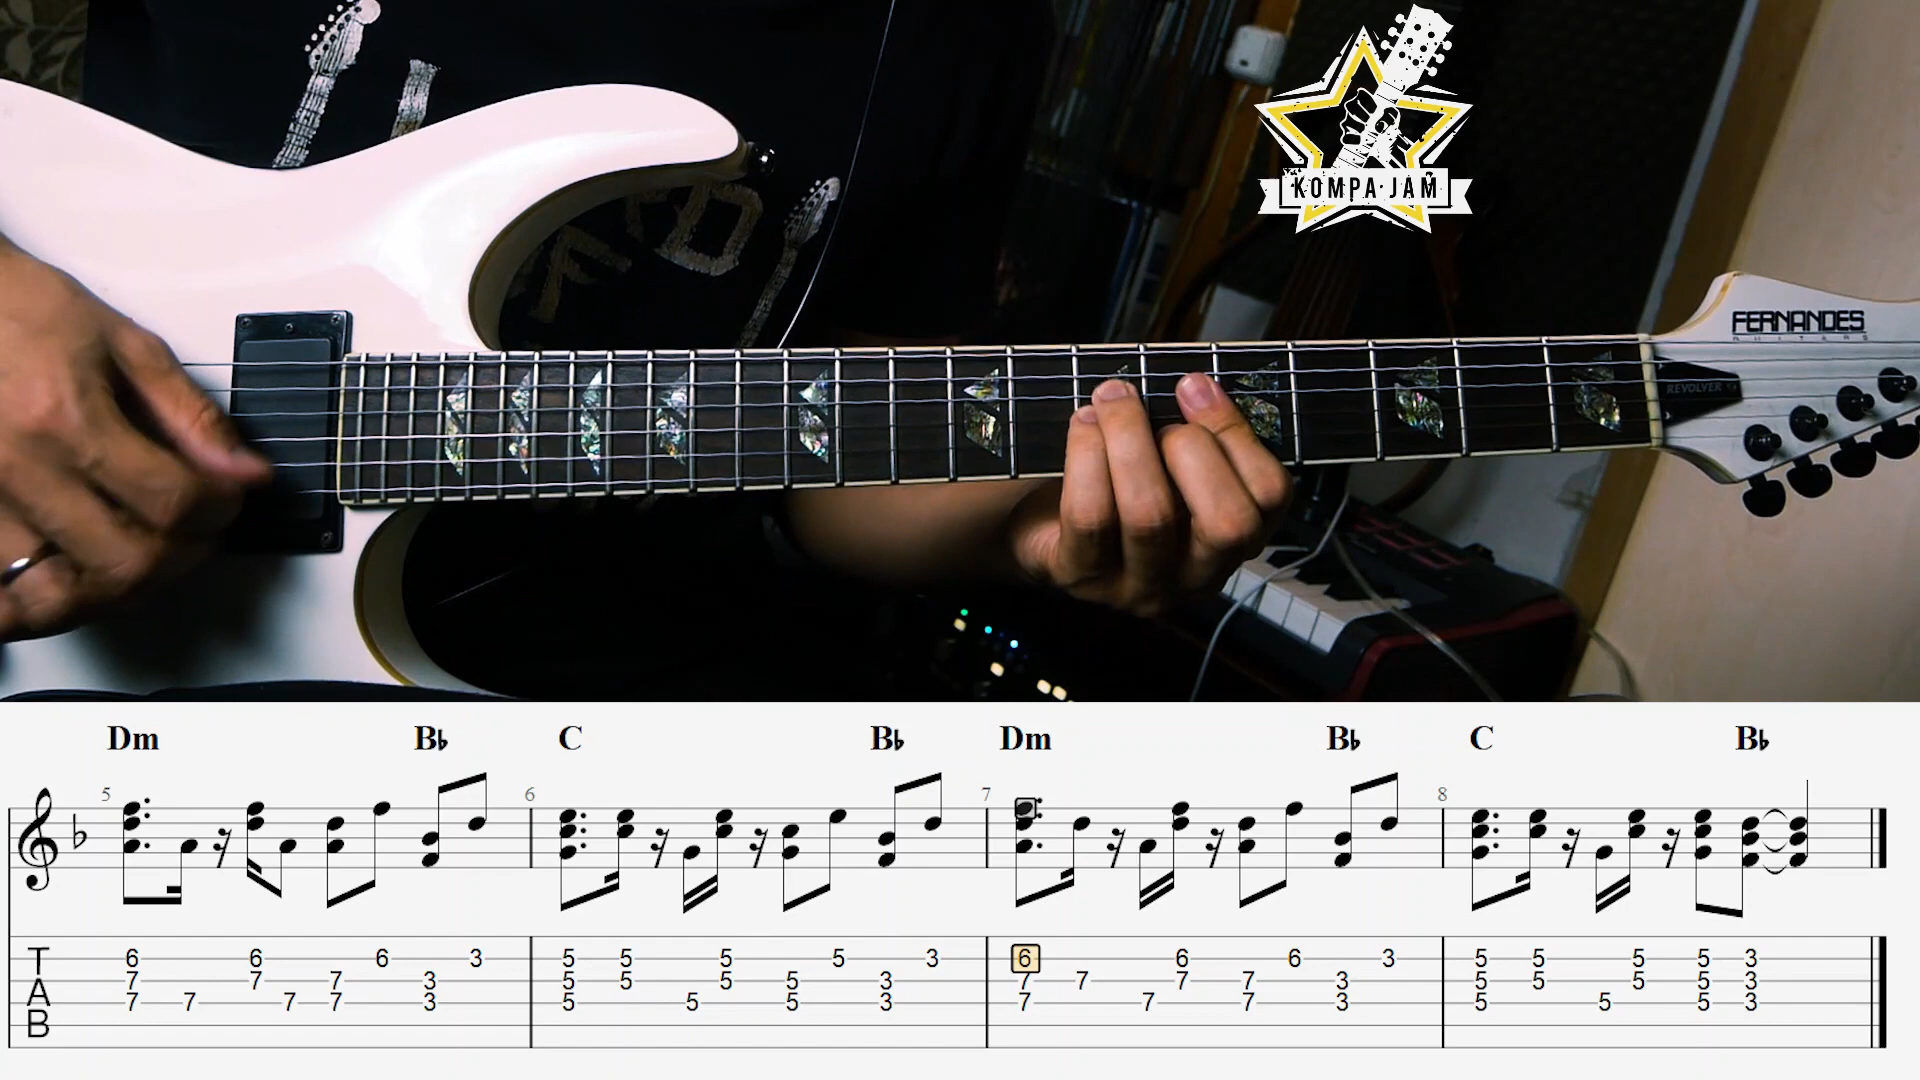 KOMPA·JAM
FERNANDES
GUITARS
REVOLVER
Dm B♭ C B♭ Dm B♭ C B♭
5 6 7 8
T 6 6 6 3 5 5 5 5 3 6 6 6 3 5 5 5 5 3
7 7 7 3 5 5 5 5 3 7 7 7 7 3 5 5 5 5 3
A 7 7 7 7 3 5 5 5 3 7 7 7 3 5 5 5 3
B